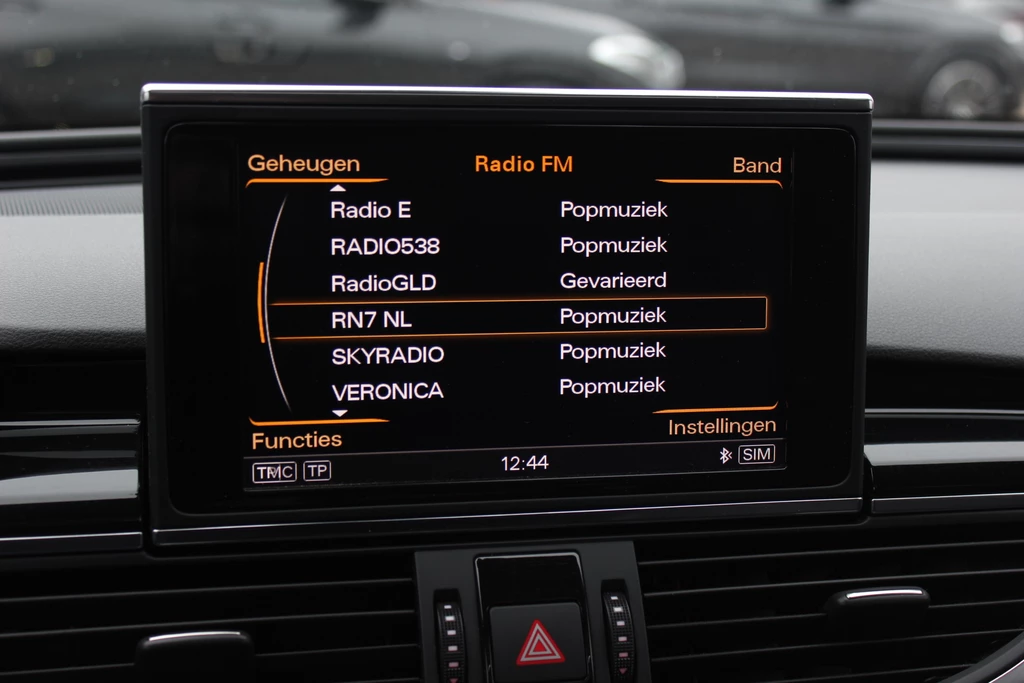 Geheugen Radio FM Band
Radio E Popmuziek
RADIO538 Popmuziek
RadioGLD Gevarieerd
RN7 NL Popmuziek
SKYRADIO Popmuziek
VERONICA Popmuziek
Functies Instellingen
TMC TP 12:44 SIM